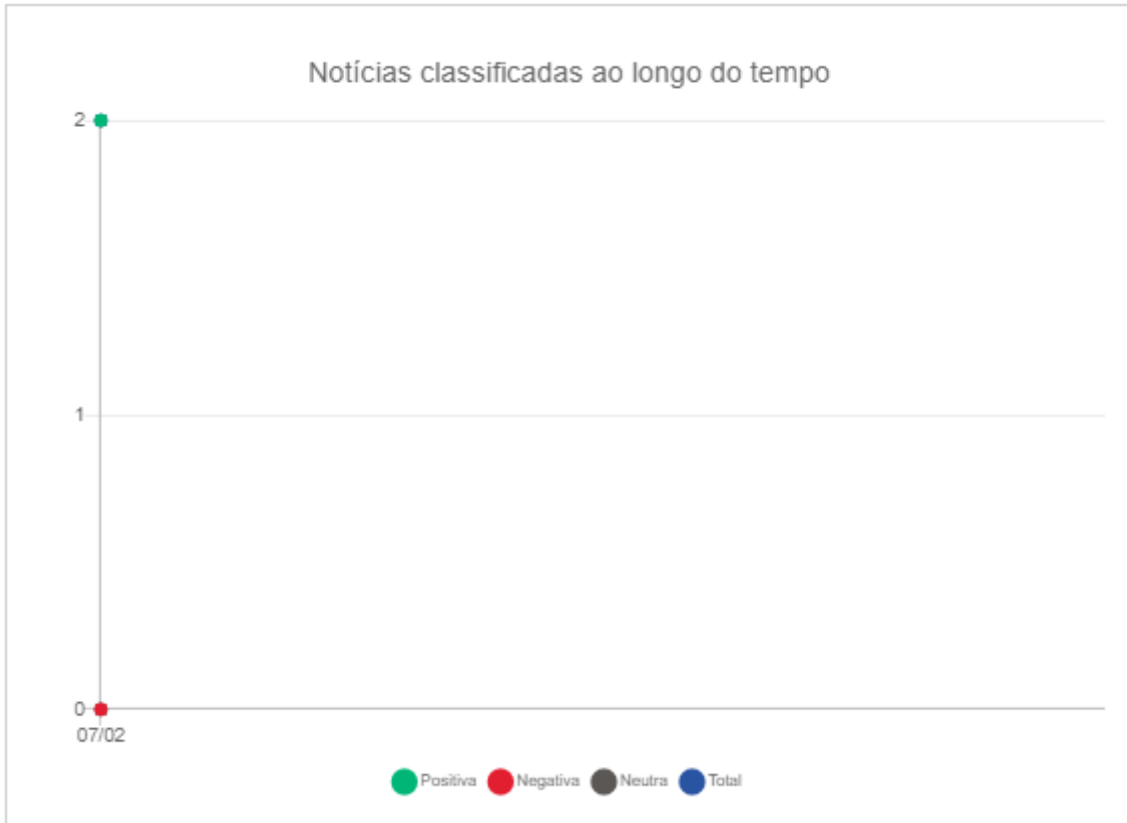 Notícias classificadas ao longo do tempo
2
1
0
07/02
Positiva Negativa Neutra Total